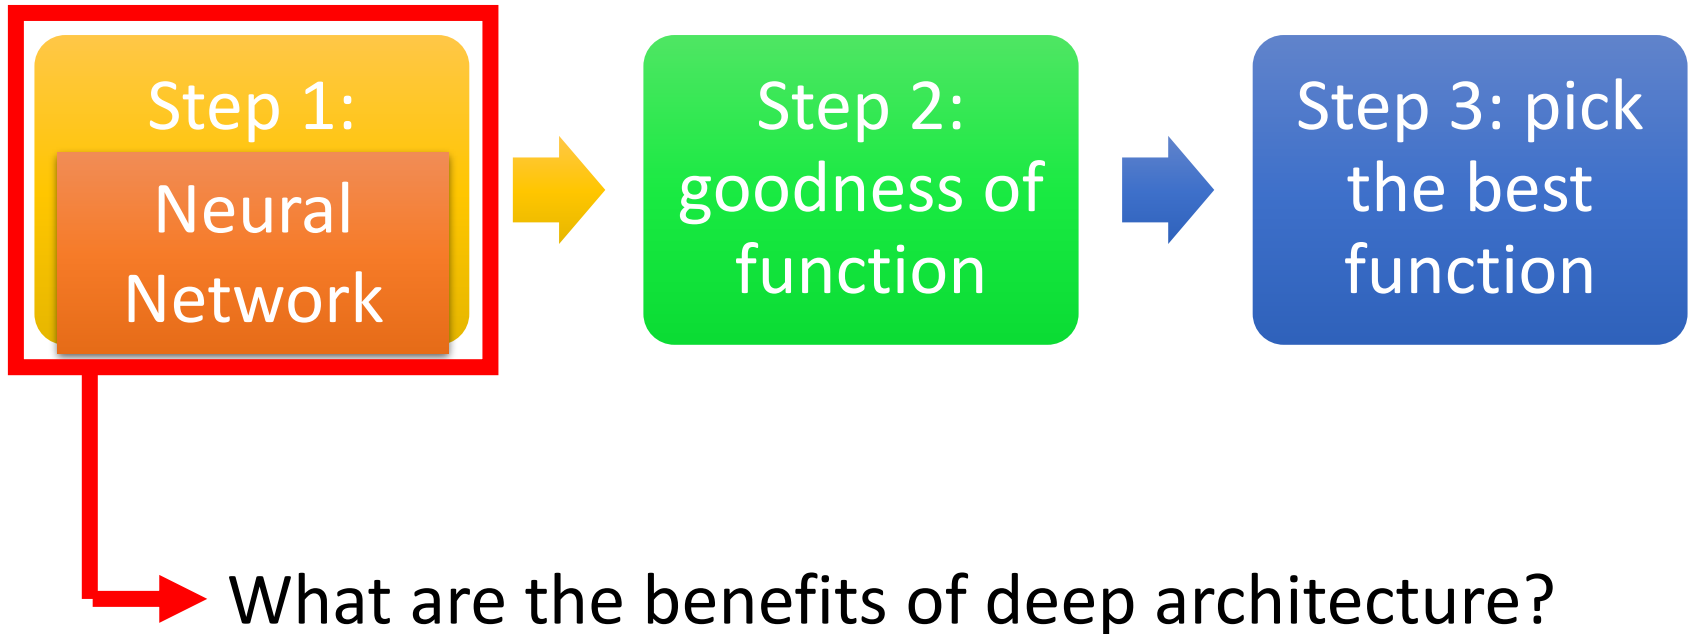 Step 1:
Neural
Network
Step 2:
goodness of
function
Step 3: pick
the best
function
What are the benefits of deep architecture?